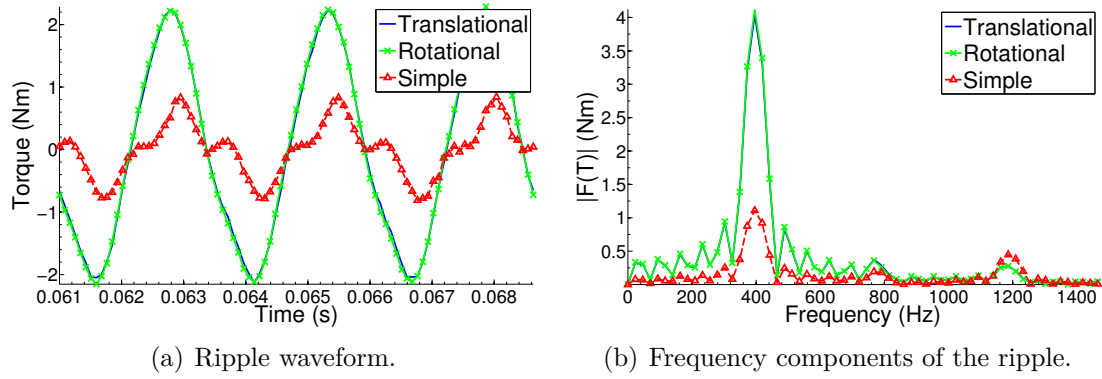 Translational
Rotational
Simple
2
1
0
−1
−2
Torque (Nm)
0.061 0.062 0.063 0.064 0.065 0.066 0.067 0.068
Time (s)
(a) Ripple waveform.
Translational
Rotational
Simple
4
3.5
3
2.5
2
1.5
1
0.5
|F(T)| (Nm)
0 200 400 600 800 1000 1200 1400
Frequency (Hz)
(b) Frequency components of the ripple.